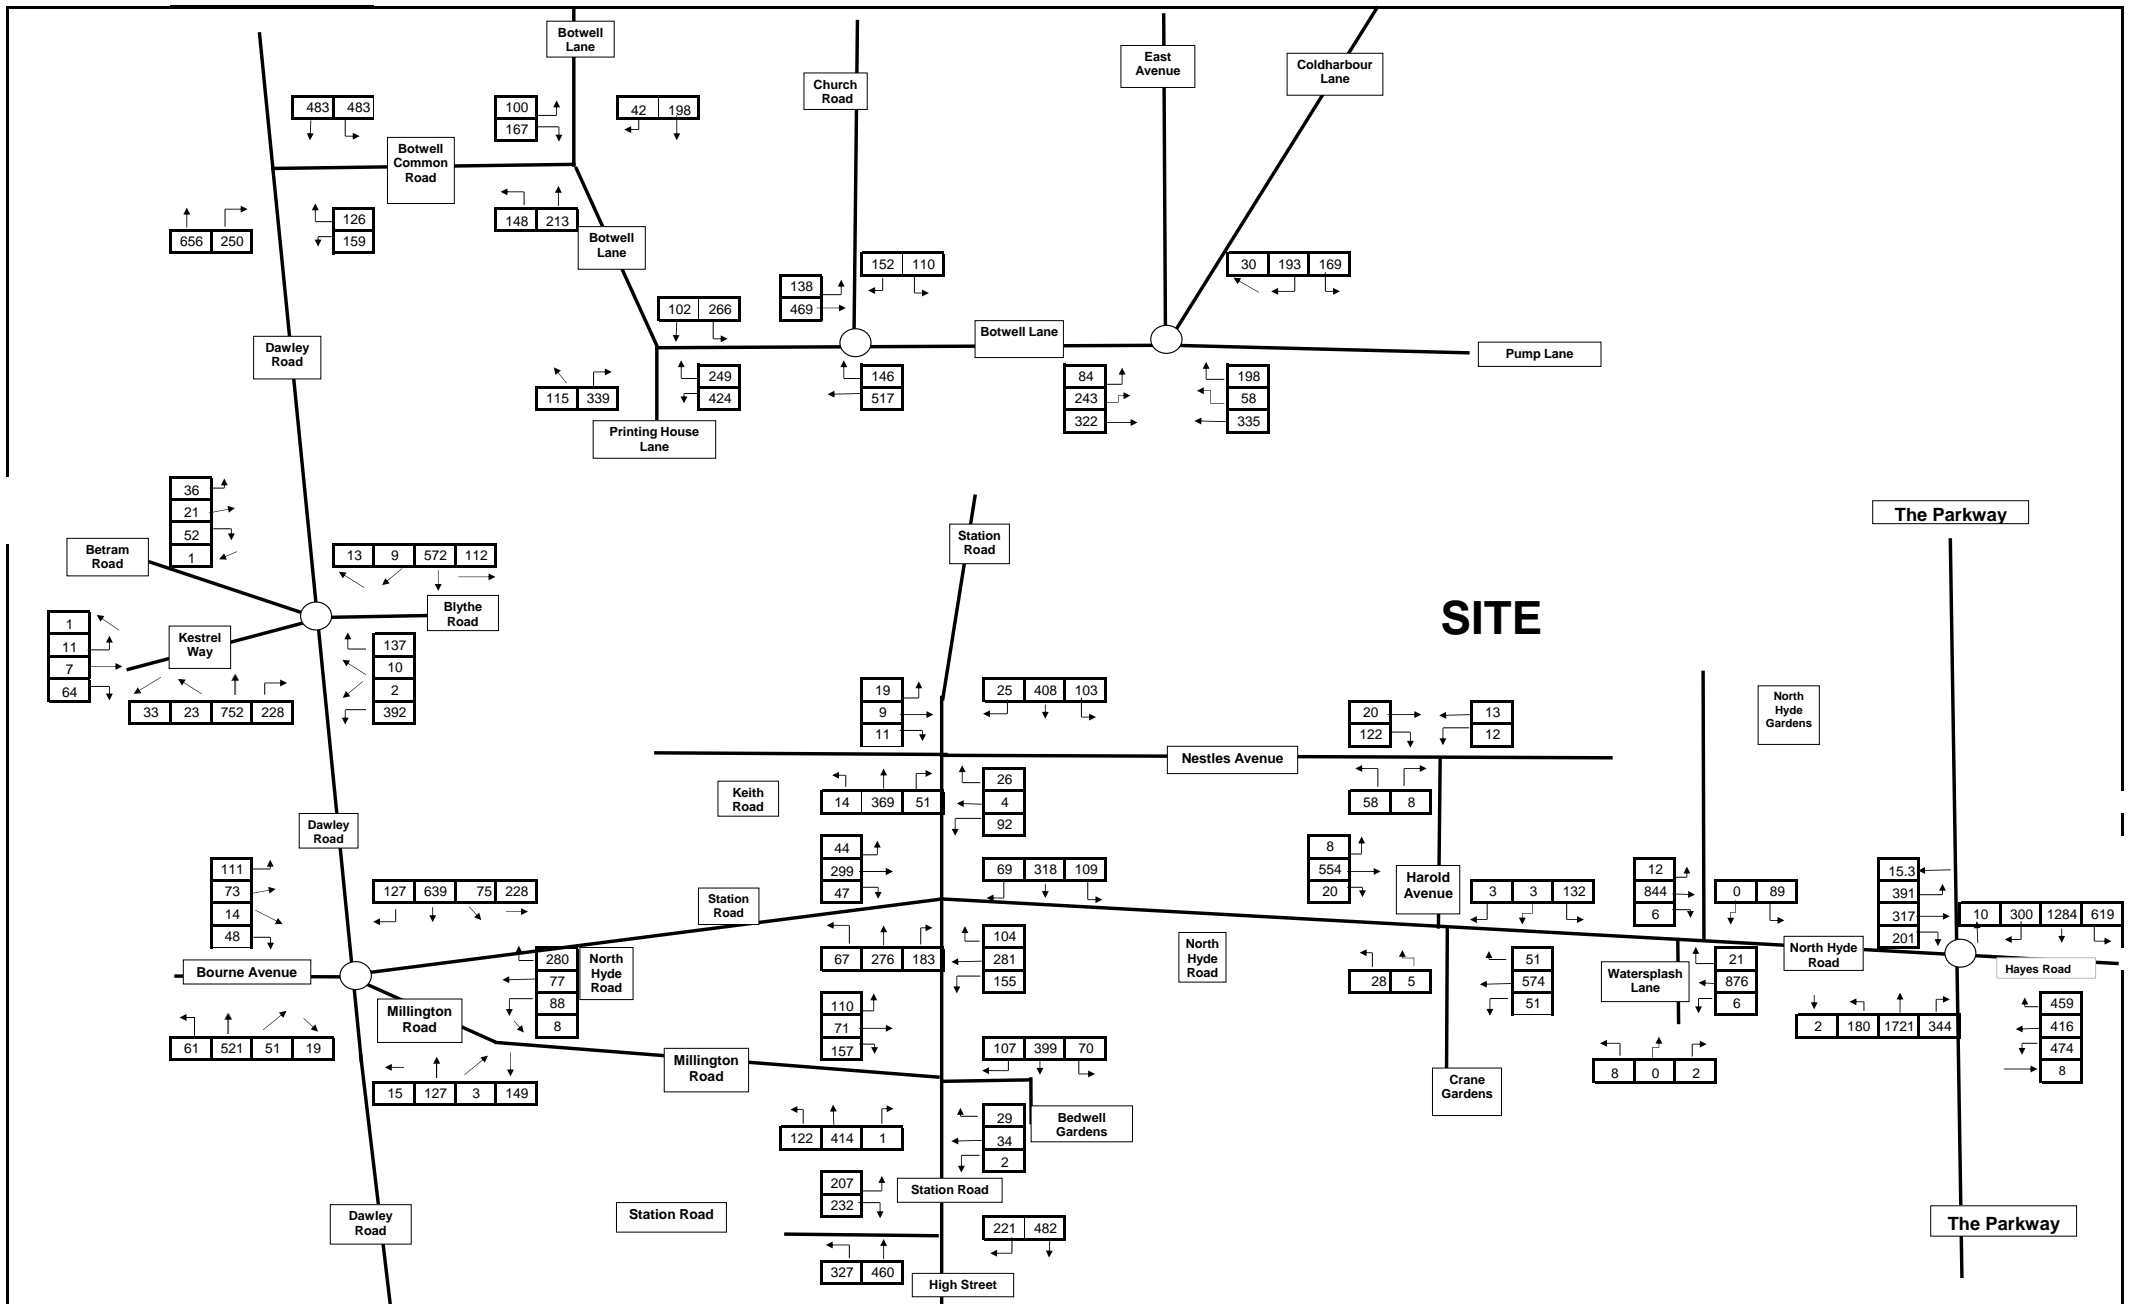 Botwell
Lane
Church
Road
East
Avenue
Coldharbour
Lane
483 483
100
167
42 198
Botwell
Common
Road
656 250
126
159
148 213
Botwell
Lane
102 266
138
469
152 110
30 193 169
Dawley
Road
Botwell Lane
Pump Lane
115 339
249
424
146
517
84
243
322
198
58
335
Printing House
Lane
36
21
52
1
Betram
Road
13 9 572 112
Station
Road
The Parkway
SITE
Blythe
Road
1
11
7
64
Kestrel
Way
137
10
2
392
33 23 752 228
19
9
11
25 408 103
20
122
13
12
North
Hyde
Gardens
Nestles Avenue
Keith
Road
14 369 51
26
4
92
58 8
Dawley
Road
44
299
47
8
554
20
111
73
14
48
127 639 75 228
69 318 109
Harold
Avenue
3 3 132
12
844
6
0 89
15.3
391
317
201
10 300 1284 619
Station
Road
67 276 183
104
281
155
North
Hyde
Road
North Hyde
Road
Hayes Road
Bourne Avenue
280
77
88
8
North
Hyde
Road
28 5
51
574
51
Watersplash
Lane
21
876
6
Millington
Road
110
71
157
2 180 1721 344
459
416
474
8
61 521 51 19
107 399 70
Millington
Road
8 0 2
15 127 3 149
Crane
Gardens
122 414 1
29
34
2
Bedwell
Gardens
207
232
Station Road
Dawley
Road
Station Road
221 482
The Parkway
327 460
High Street